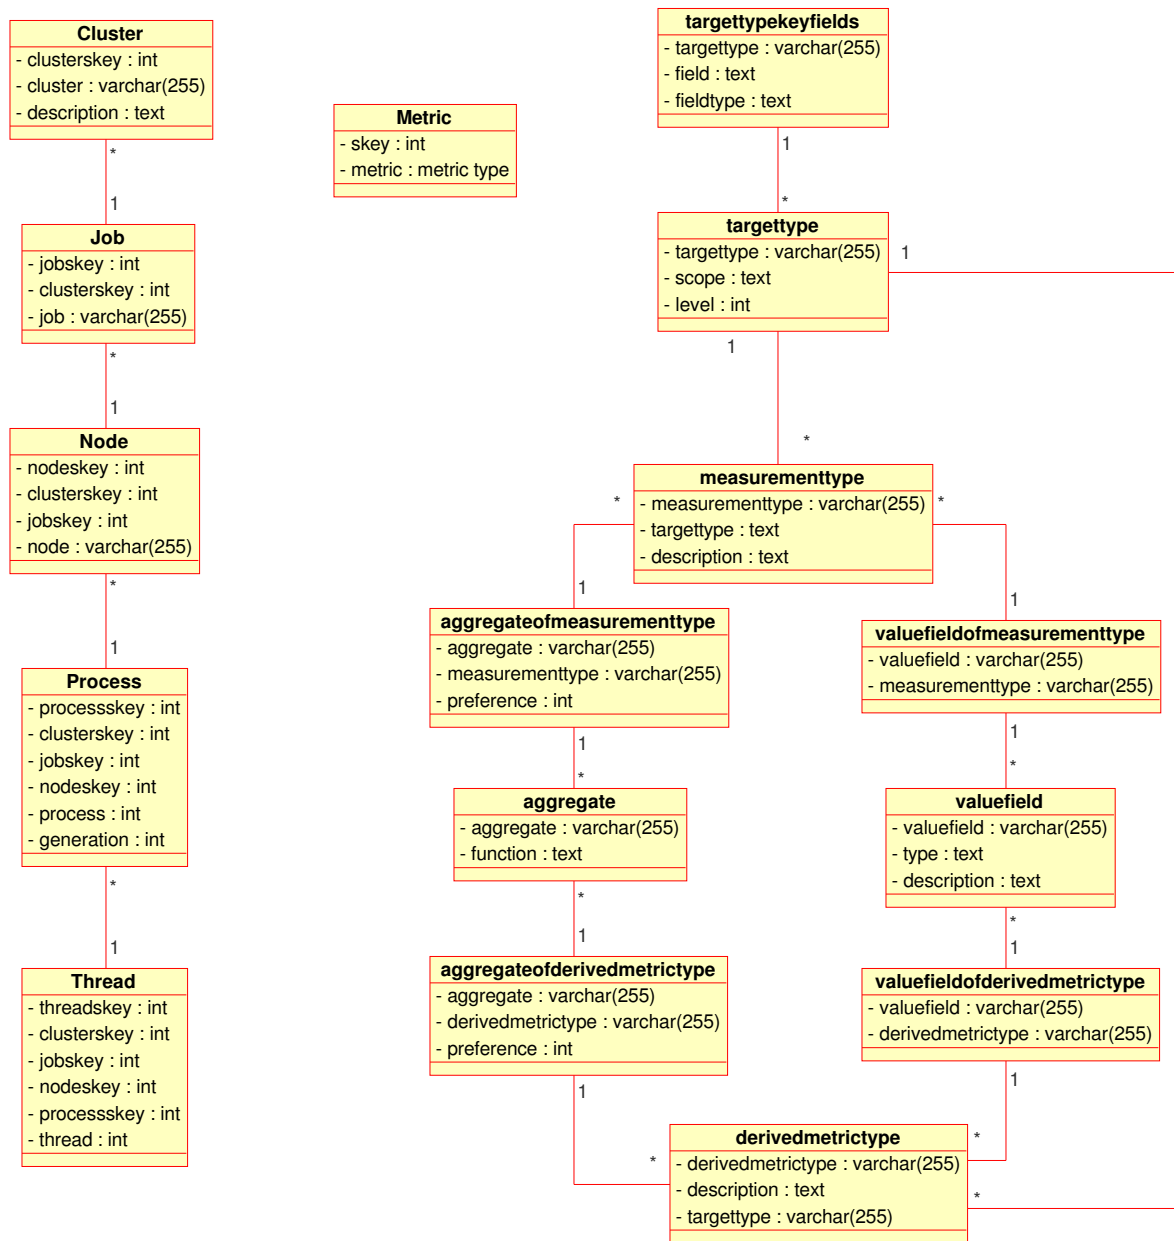 Cluster
- clusterskey : int
- cluster : varchar(255)
- description : text
*
1
Job
- jobskey : int
- clusterskey : int
- job : varchar(255)
*
1
Node
- nodeskey : int
- clusterskey : int
- jobskey : int
- node : varchar(255)
*
1
Process
- processskey : int
- clusterskey : int
- jobskey : int
- nodeskey : int
- process : int
- generation : int
*
1
Thread
- threadskey : int
- clusterskey : int
- jobskey : int
- nodeskey : int
- processskey : int
- thread : int
Metric
- skey : int
- metric : metric type
targettypekeyfields
- targettype : varchar(255)
- field : text
- fieldtype : text
1
*
targettype
- targettype : varchar(255)
- scope : text
- level : int
1
1
*
measurementtype
- measurementtype : varchar(255)
- targettype : text
- description : text
*
*
1
1
aggregateofmeasurementtype
- aggregate : varchar(255)
- measurementtype : varchar(255)
- preference : int
1
*
aggregate
- aggregate : varchar(255)
- function : text
*
1
aggregateofderivedmetrictype
- aggregate : varchar(255)
- derivedmetrictype : varchar(255)
- preference : int
1
*
valuefieldofmeasurementtype
- valuefield : varchar(255)
- measurementtype : varchar(255)
1
*
valuefield
- valuefield : varchar(255)
- type : text
- description : text
*
1
valuefieldofderivedmetrictype
- valuefield : varchar(255)
- derivedmetrictype : varchar(255)
1
*
derivedmetrictype
- derivedmetrictype : varchar(255)
- description : text
- targettype : varchar(255)
*